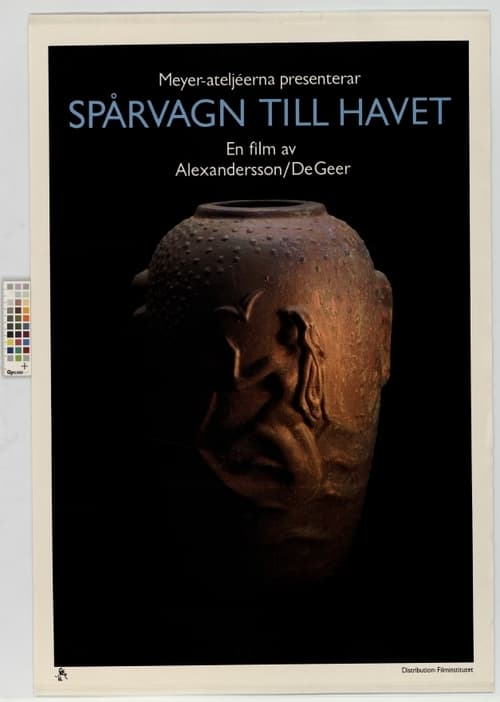 Meyer-ateljéerna presenterar
SPÅRVAGN TILL HAVET
En film av
Alexandersson/DeGeer
Distribution: Filminstitutet